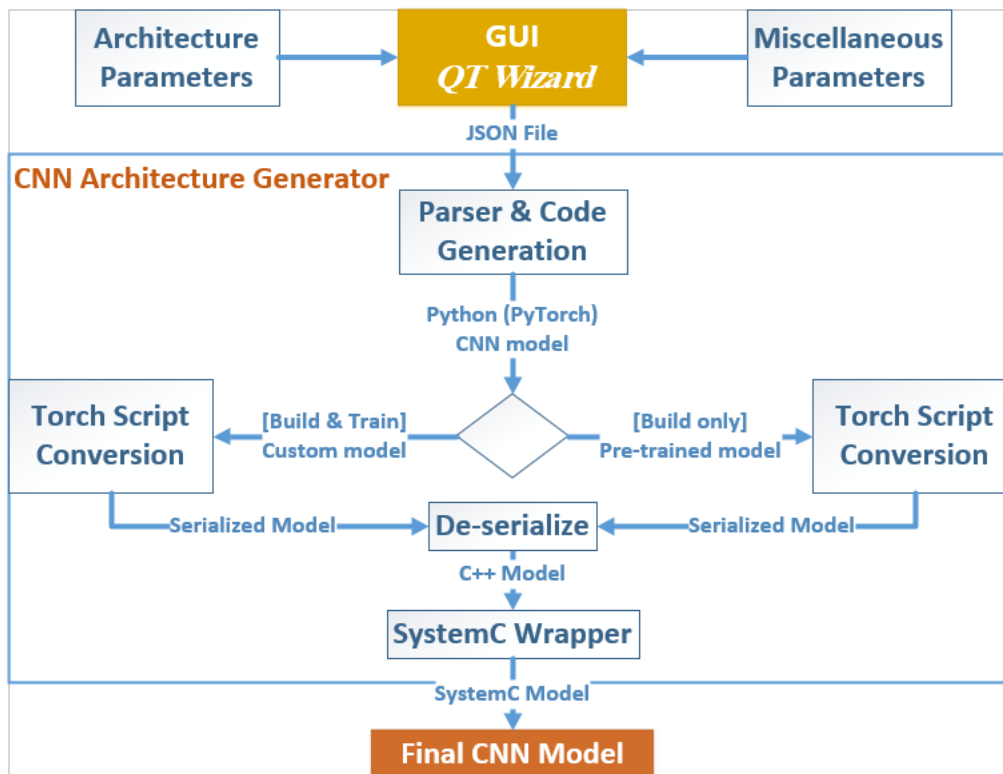 Architecture
Parameters
GUI
QT Wizard
Miscellaneous
Parameters
JSON File
CNN Architecture Generator
Parser & Code
Generation
Python (PyTorch)
CNN model
Torch Script
Conversion
[Build & Train]
Custom model
[Build only]
Pre-trained model
Torch Script
Conversion
Serialized Model
De-serialize
Serialized Model
C++ Model
SystemC Wrapper
SystemC Model
Final CNN Model